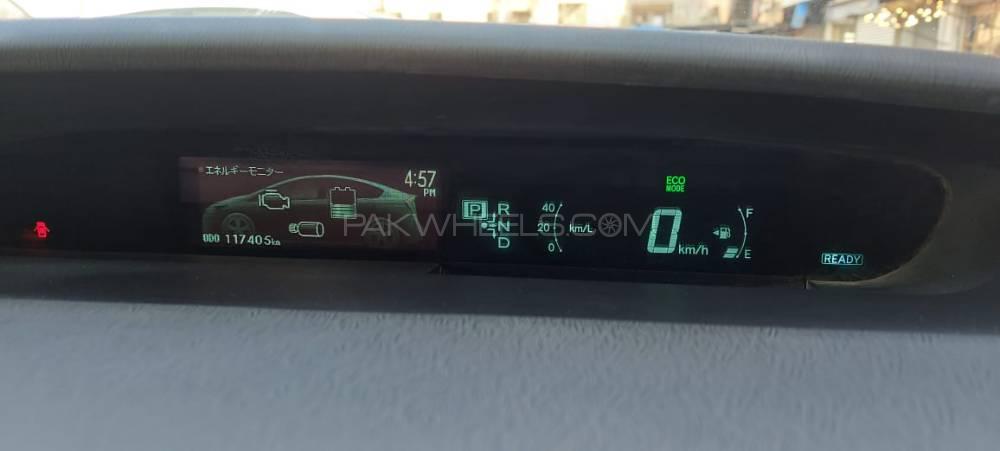 エネルギーモニター
4:57
PM
ODO 117405km
PAKWHEELS.COM
P
R
N
D
40
20
0
km/L
ECO
MODE
0 km/h
F
E
READY